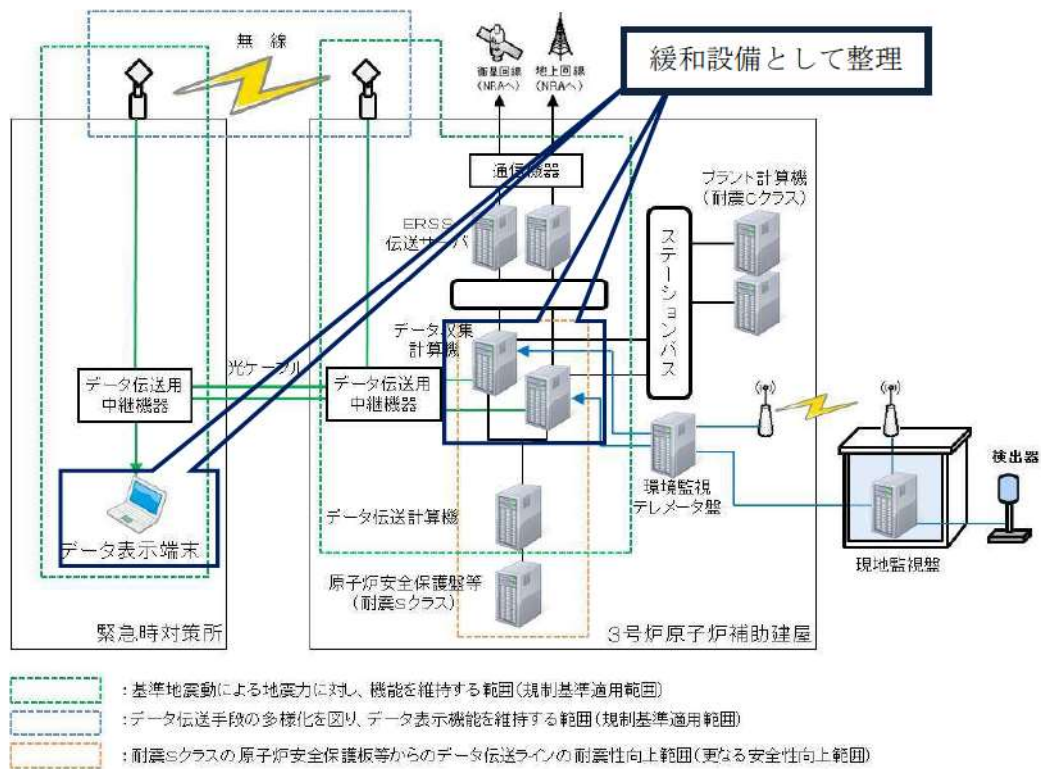 無線
衛星回線
(NRAへ)
地上回線
(NRAへ)
緩和設備として整理
通信機器
プラント計算機
(耐震Cクラス)
ERSS
伝送サーバ
ステーションバス
データ収集
計算機
光ケーブル
データ伝送用
中継機器
データ伝送用
中継機器
検出器
環境監視
テレメータ盤
データ伝送計算機
データ表示端末
現地監視盤
原子炉安全保護盤等
(耐震Sクラス)
緊急時対策所
3号炉原子炉補助建屋
:基準地震動による地震力に対し、機能を維持する範囲(規制基準適用範囲)
:データ伝送手段の多様化を図り、データ表示機能を維持する範囲(規制基準適用範囲)
:耐震Sクラスの原子炉安全保護板等からのデータ伝送ラインの耐震性向上範囲(更なる安全性向上範囲)